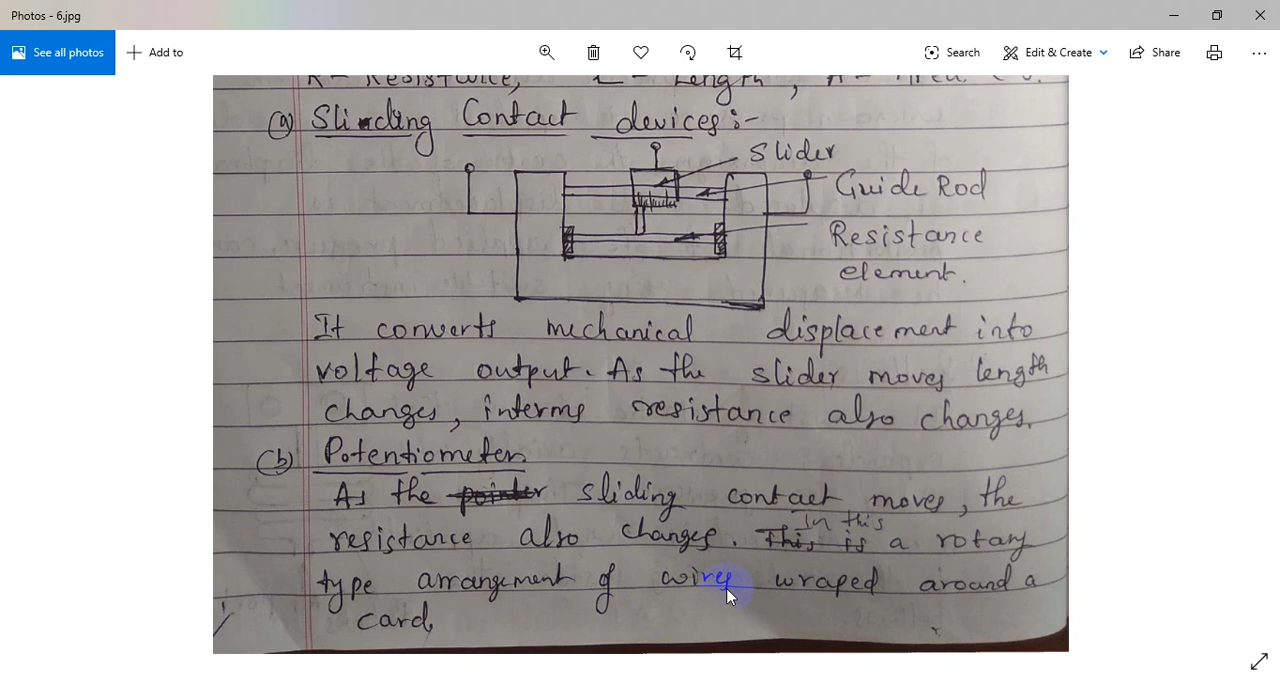 Photos - 6.jpg
See all photos
Add to
Search
Edit & Create
Share
(a) Sliding Contact devices :-
Slider
Guide Rod
Resistance
element.
It converts mechanical displacement into
voltage output. As the slider moves length
changes, interms resistance also changes.
(b) Potentiometer
As the pointer sliding contact moves, the
In this
resistance also changes. This is a rotary
type arrangement of wires wraped around a
card